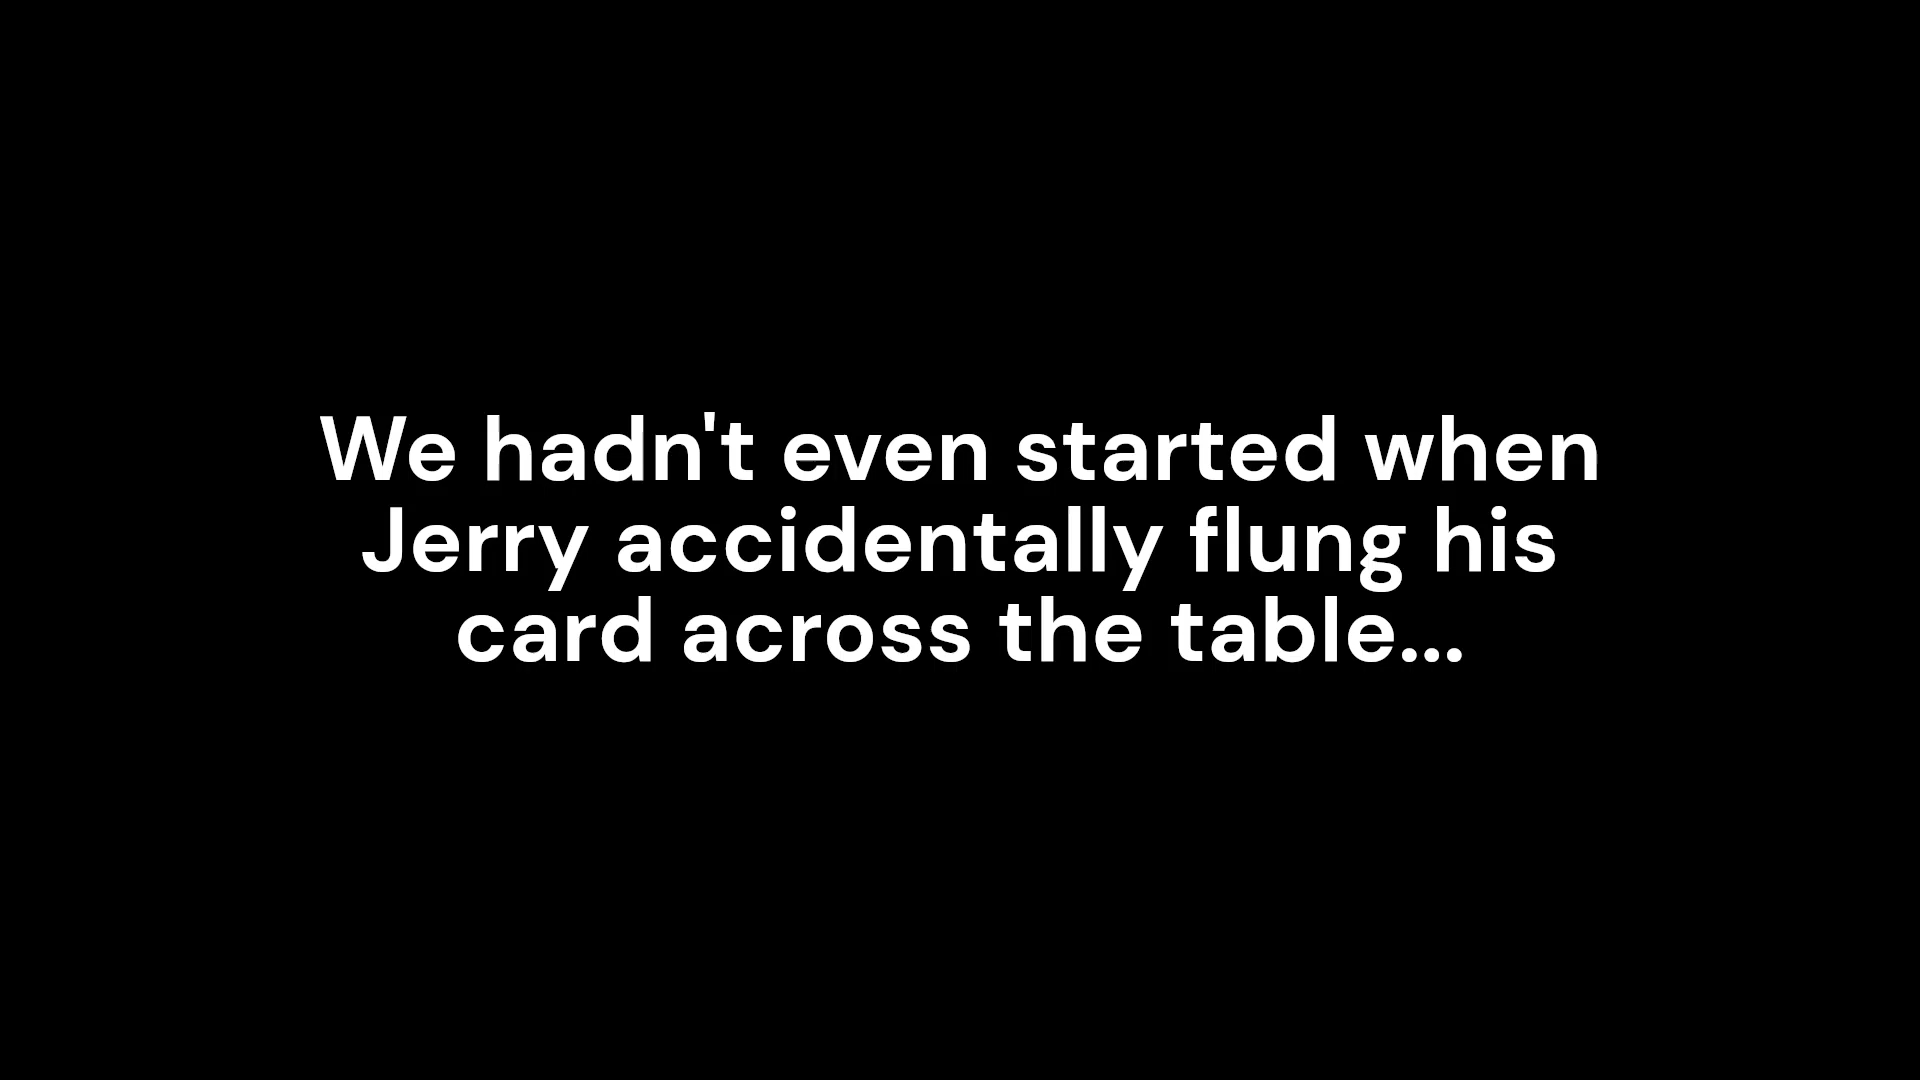 We hadn't even started when
Jerry accidentally flung his
card across the table...